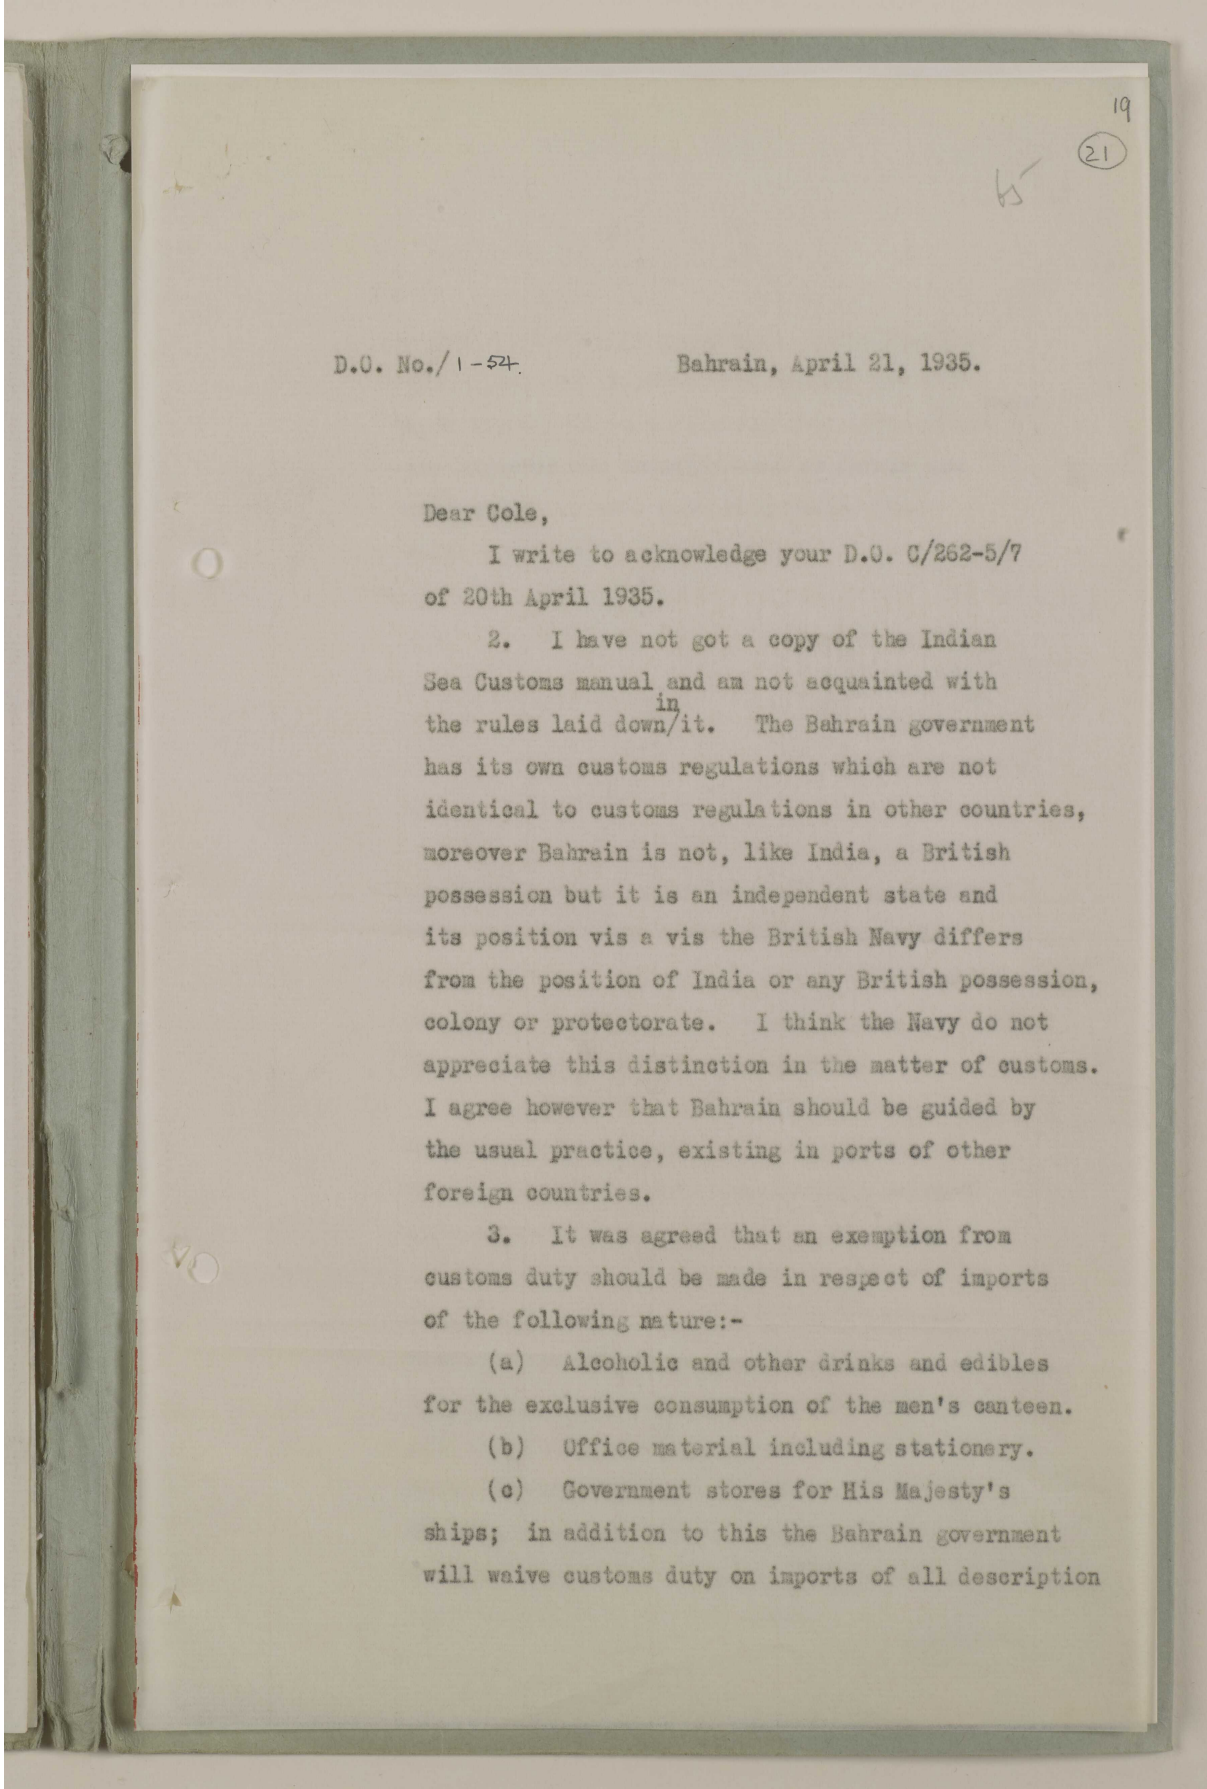 19
21
65
D.O. No./1-54. Bahrain, April 21, 1935.
Dear Cole,
I write to acknowledge your D.O. C/262-5/7
of 20th April 1935.
2. I have not got a copy of the Indian
Sea Customs manual and am not acquainted with
in
the rules laid down/it. The Bahrain government
has its own customs regulations which are not
identical to customs regulations in other countries,
moreover Bahrain is not, like India, a British
possession but it is an independent state and
its position vis a vis the British Navy differs
from the position of India or any British possession,
colony or protectorate. I think the Navy do not
appreciate this distinction in the matter of customs.
I agree however that Bahrain should be guided by
the usual practice, existing in ports of other
foreign countries.
3. It was agreed that an exemption from
customs duty should be made in respect of imports
of the following nature:-
(a) Alcoholic and other drinks and edibles
for the exclusive consumption of the men's canteen.
(b) Office material including stationery.
(c) Government stores for His Majesty's
ships; in addition to this the Bahrain government
will waive customs duty on imports of all description